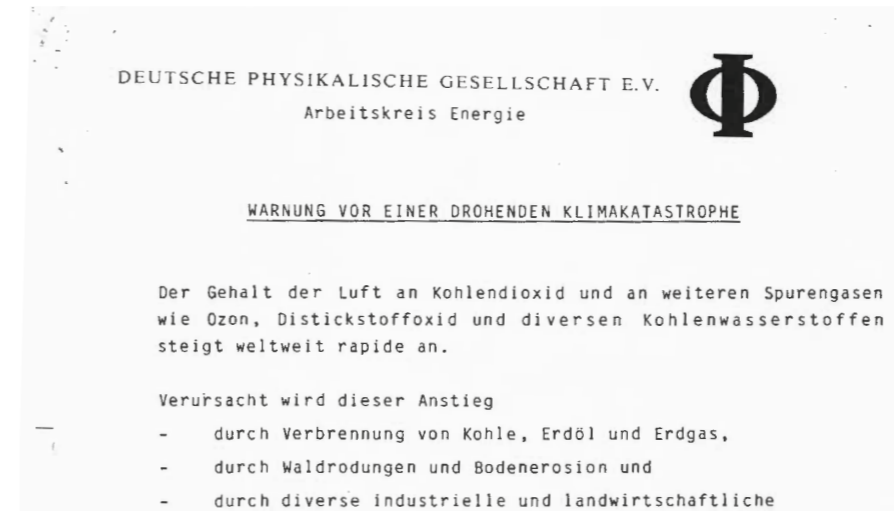 DEUTSCHE PHYSIKALISCHE GESELLSCHAFT E.V.
Φ
Arbeitskreis Energie
WARNUNG VOR EINER DROHENDEN KLIMAKATASTROPHE
Der Gehalt der Luft an Kohlendioxid und an weiteren Spurengasen
wie Ozon, Distickstoffoxid und diversen Kohlenwasserstoffen
steigt weltweit rapide an.
Verursacht wird dieser Anstieg
- durch Verbrennung von Kohle, Erdöl und Erdgas,
- durch Waldrodungen und Bodenerosion und
- durch diverse industrielle und landwirtschaftliche